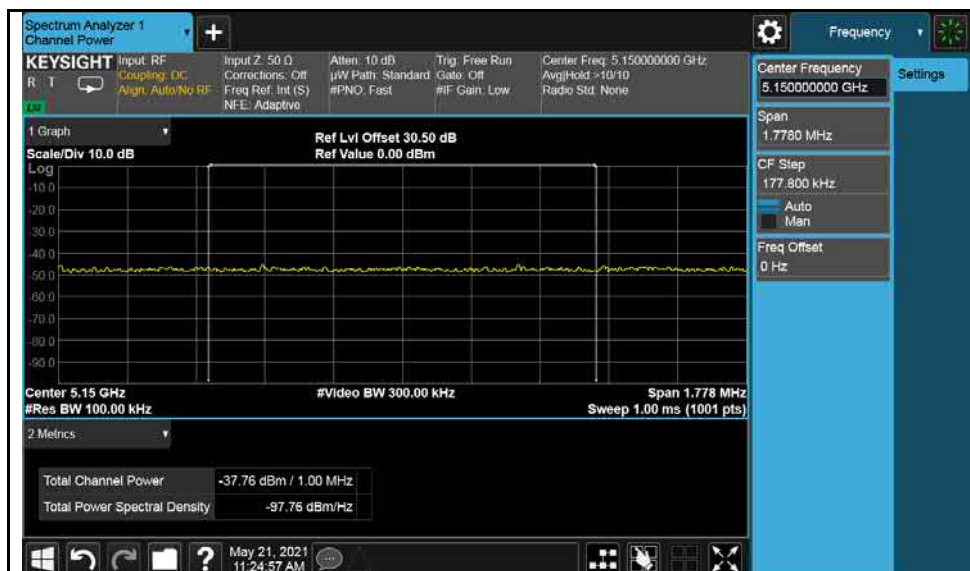 Spectrum Analyzer 1
Channel Power
+
Frequency
KEYSIGHT
R T
Input: RF
Coupling: DC
Align: Auto/No RF
Input Z: 50 Ω
Corrections: Off
Freq Ref: Int (S)
NFE: Adaptive
Atten: 10 dB
µW Path: Standard
#PNO: Fast
Trig: Free Run
Gate: Off
#IF Gain: Low
Center Freq: 5.150000000 GHz
Avg|Hold:>10/10
Radio Std: None
Center Frequency
5.150000000 GHz
Settings
Span
1.7780 MHz
CF Step
177.800 kHz
Auto
Man
Freq Offset
0 Hz
1 Graph
Scale/Div 10.0 dB
Ref Lvl Offset 30.50 dB
Ref Value 0.00 dBm
Log
-10.0
-20.0
-30.0
-40.0
-50.0
-60.0
-70.0
-80.0
-90.0
Center 5.15 GHz
#Res BW 100.00 kHz
#Video BW 300.00 kHz
Span 1.778 MHz
Sweep 1.00 ms (1001 pts)
2 Metrics
Total Channel Power -37.76 dBm / 1.00 MHz
Total Power Spectral Density -97.76 dBm/Hz
?
May 21, 2021
11:24:57 AM